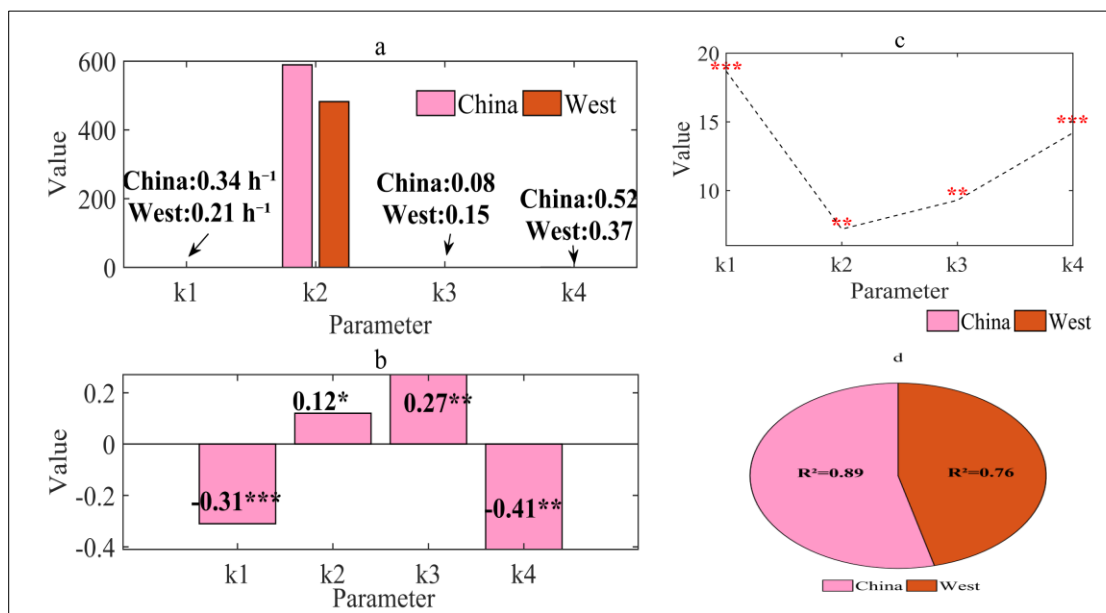 a
600
400
200
0
Value
China West
China:0.34 h⁻¹
West:0.21 h⁻¹
China:0.08
West:0.15
China:0.52
West:0.37
k1 k2 k3 k4
Parameter
c
20
15
10
Value
***
**
**
***
k1 k2 k3 k4
Parameter
China West
b
0.2
0
-0.2
-0.4
Value
-0.31***
0.12*
0.27**
-0.41**
k1 k2 k3 k4
Parameter
d
R²=0.89
R²=0.76
China West